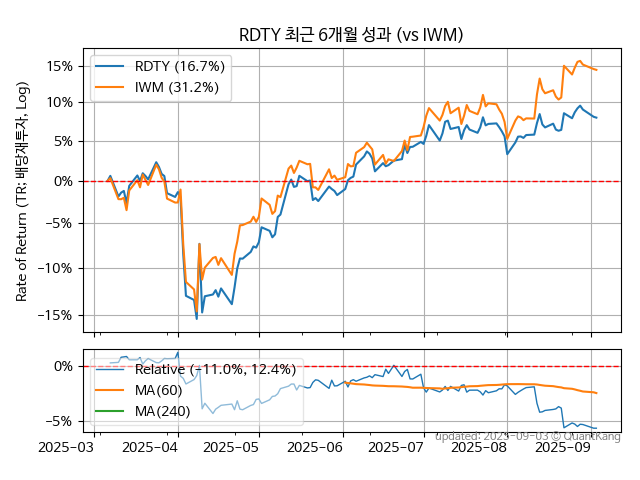 RDTY 최근 6개월 성과 (vs IWM)
Rate of Return (TR: 배당재투자, Log)
15%
10%
5%
0%
−5%
−10%
−15%
RDTY (16.7%)
IWM (31.2%)
0%
−5%
Relative (−11.0%, 12.4%)
MA(60)
MA(240)
updated: 2025-09-03 © QuantKang
2025-03
2025-04
2025-05
2025-06
2025-07
2025-08
2025-09